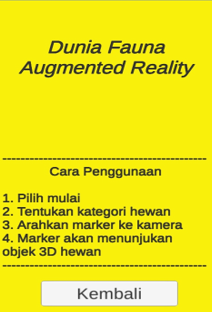 Dunia Fauna
Augmented Reality
--------------------------------------------
Cara Penggunaan
1. Pilih mulai
2. Tentukan kategori hewan
3. Arahkan marker ke kamera
4. Marker akan menunjukan
objek 3D hewan
--------------------------------------------
Kembali